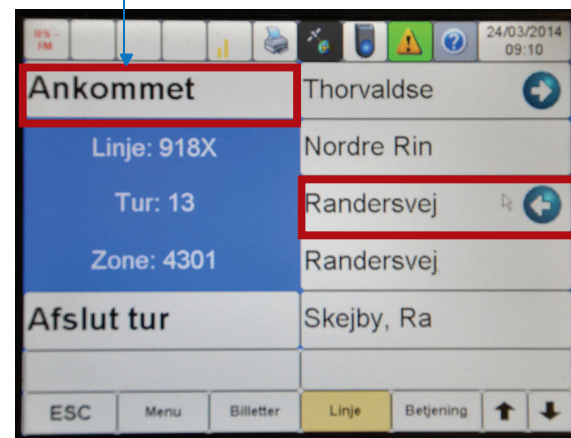 IFS -
FM
24/03/2014
09:10
Ankommet
Linje: 918X
Tur: 13
Zone: 4301
Afslut tur
Thorvaldse
Nordre Rin
Randersvej
Randersvej
Skejby, Ra
ESC
Menu
Billetter
Linje
Betjening